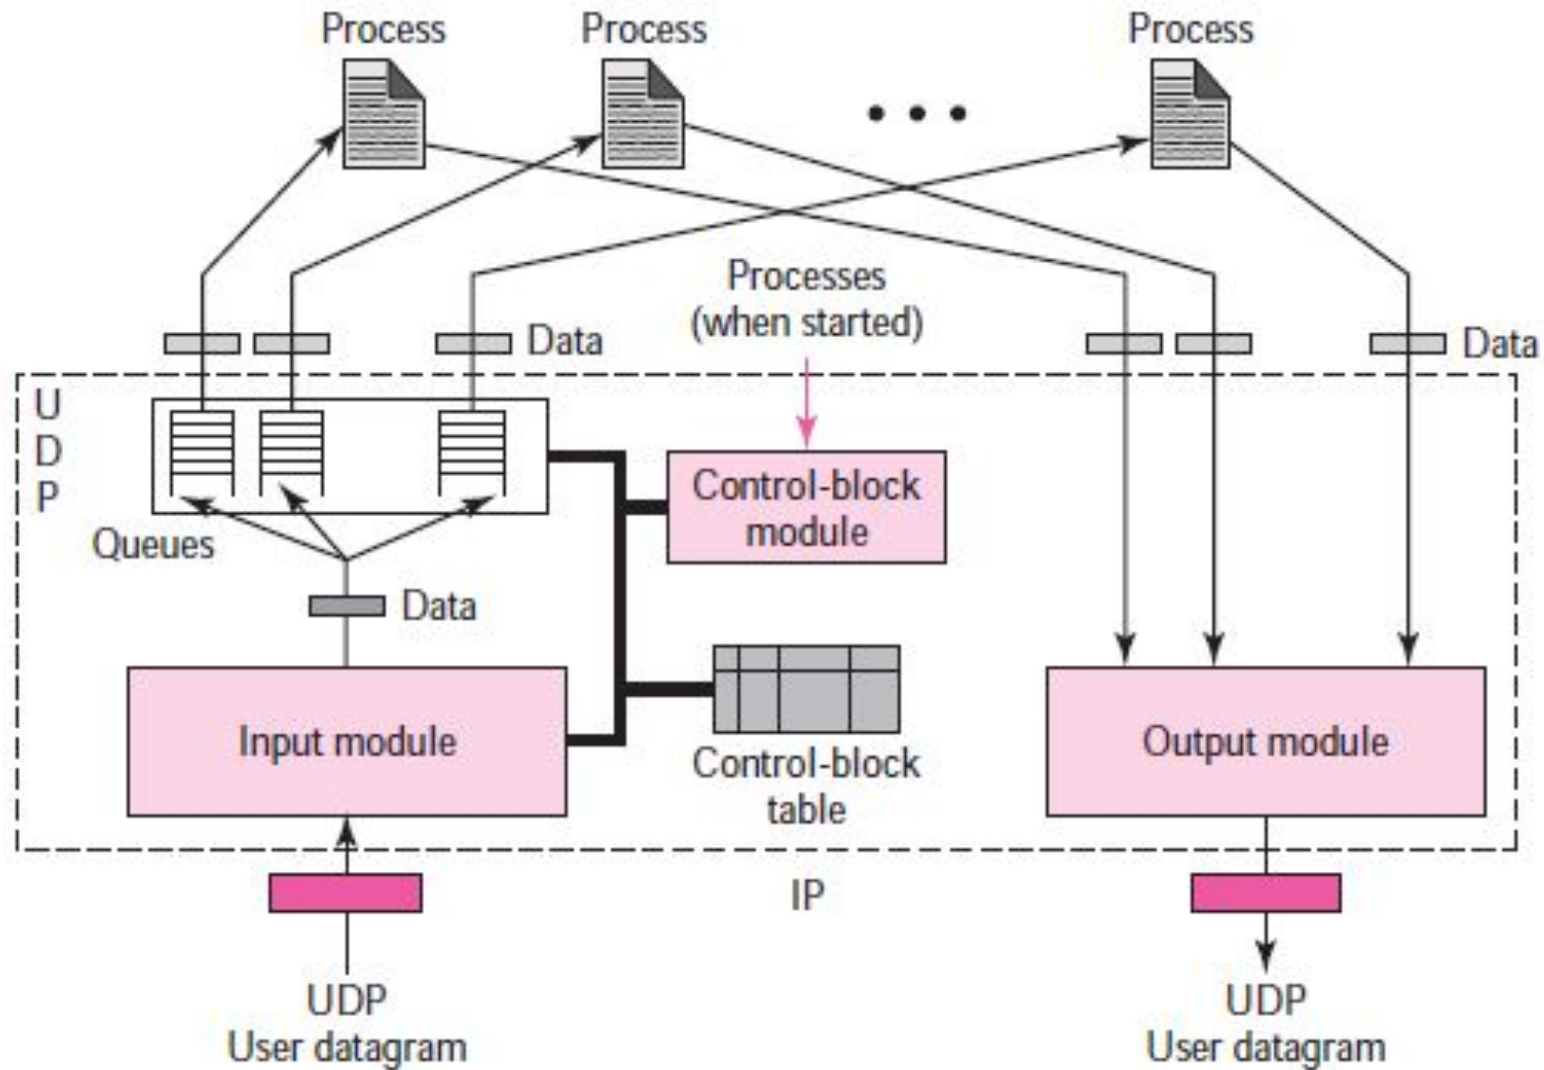 Process
Process
Process
Processes
(when started)
Data
Data
U
D
P
Control-block
module
Queues
Data
Input module
Control-block
table
Output module
IP
UDP
User datagram
UDP
User datagram